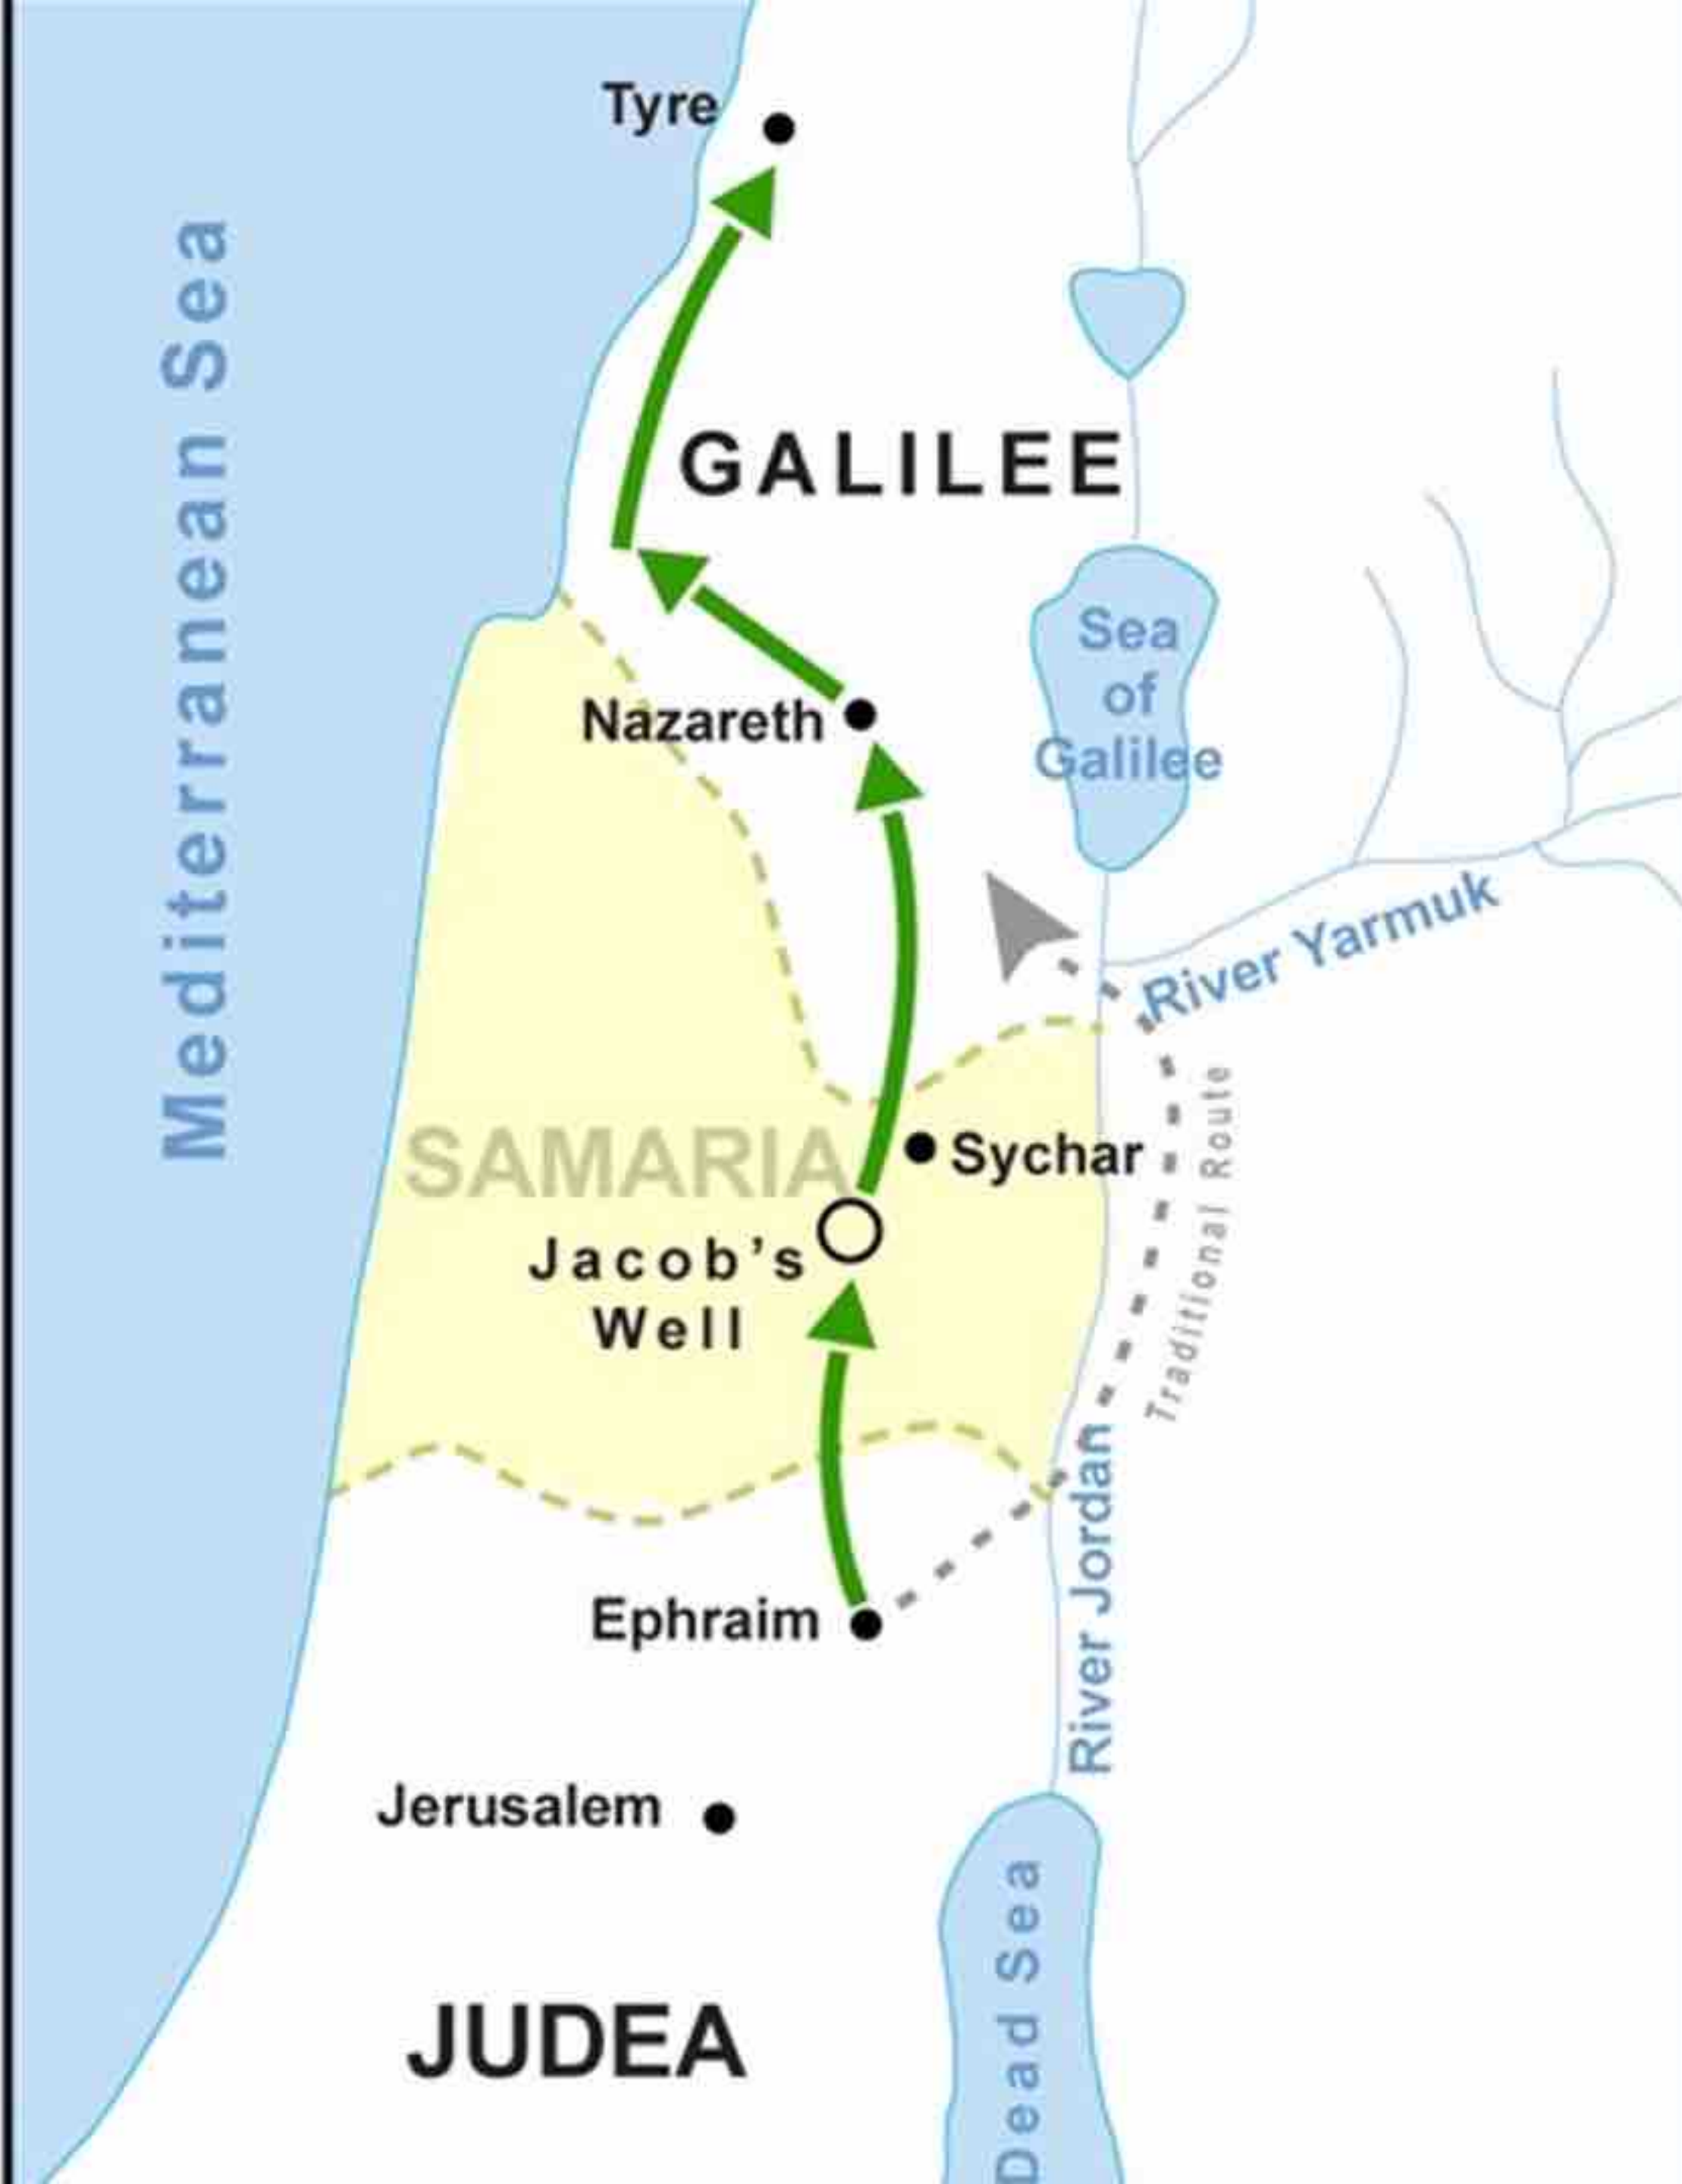 Tyre
Mediterranean Sea
GALILEE
Sea
of
Galilee
Nazareth
River Yarmuk
Traditional Route
SAMARIA
Sychar
Jacob’s
Well
River Jordan
Ephraim
Jerusalem
Dead Sea
JUDEA